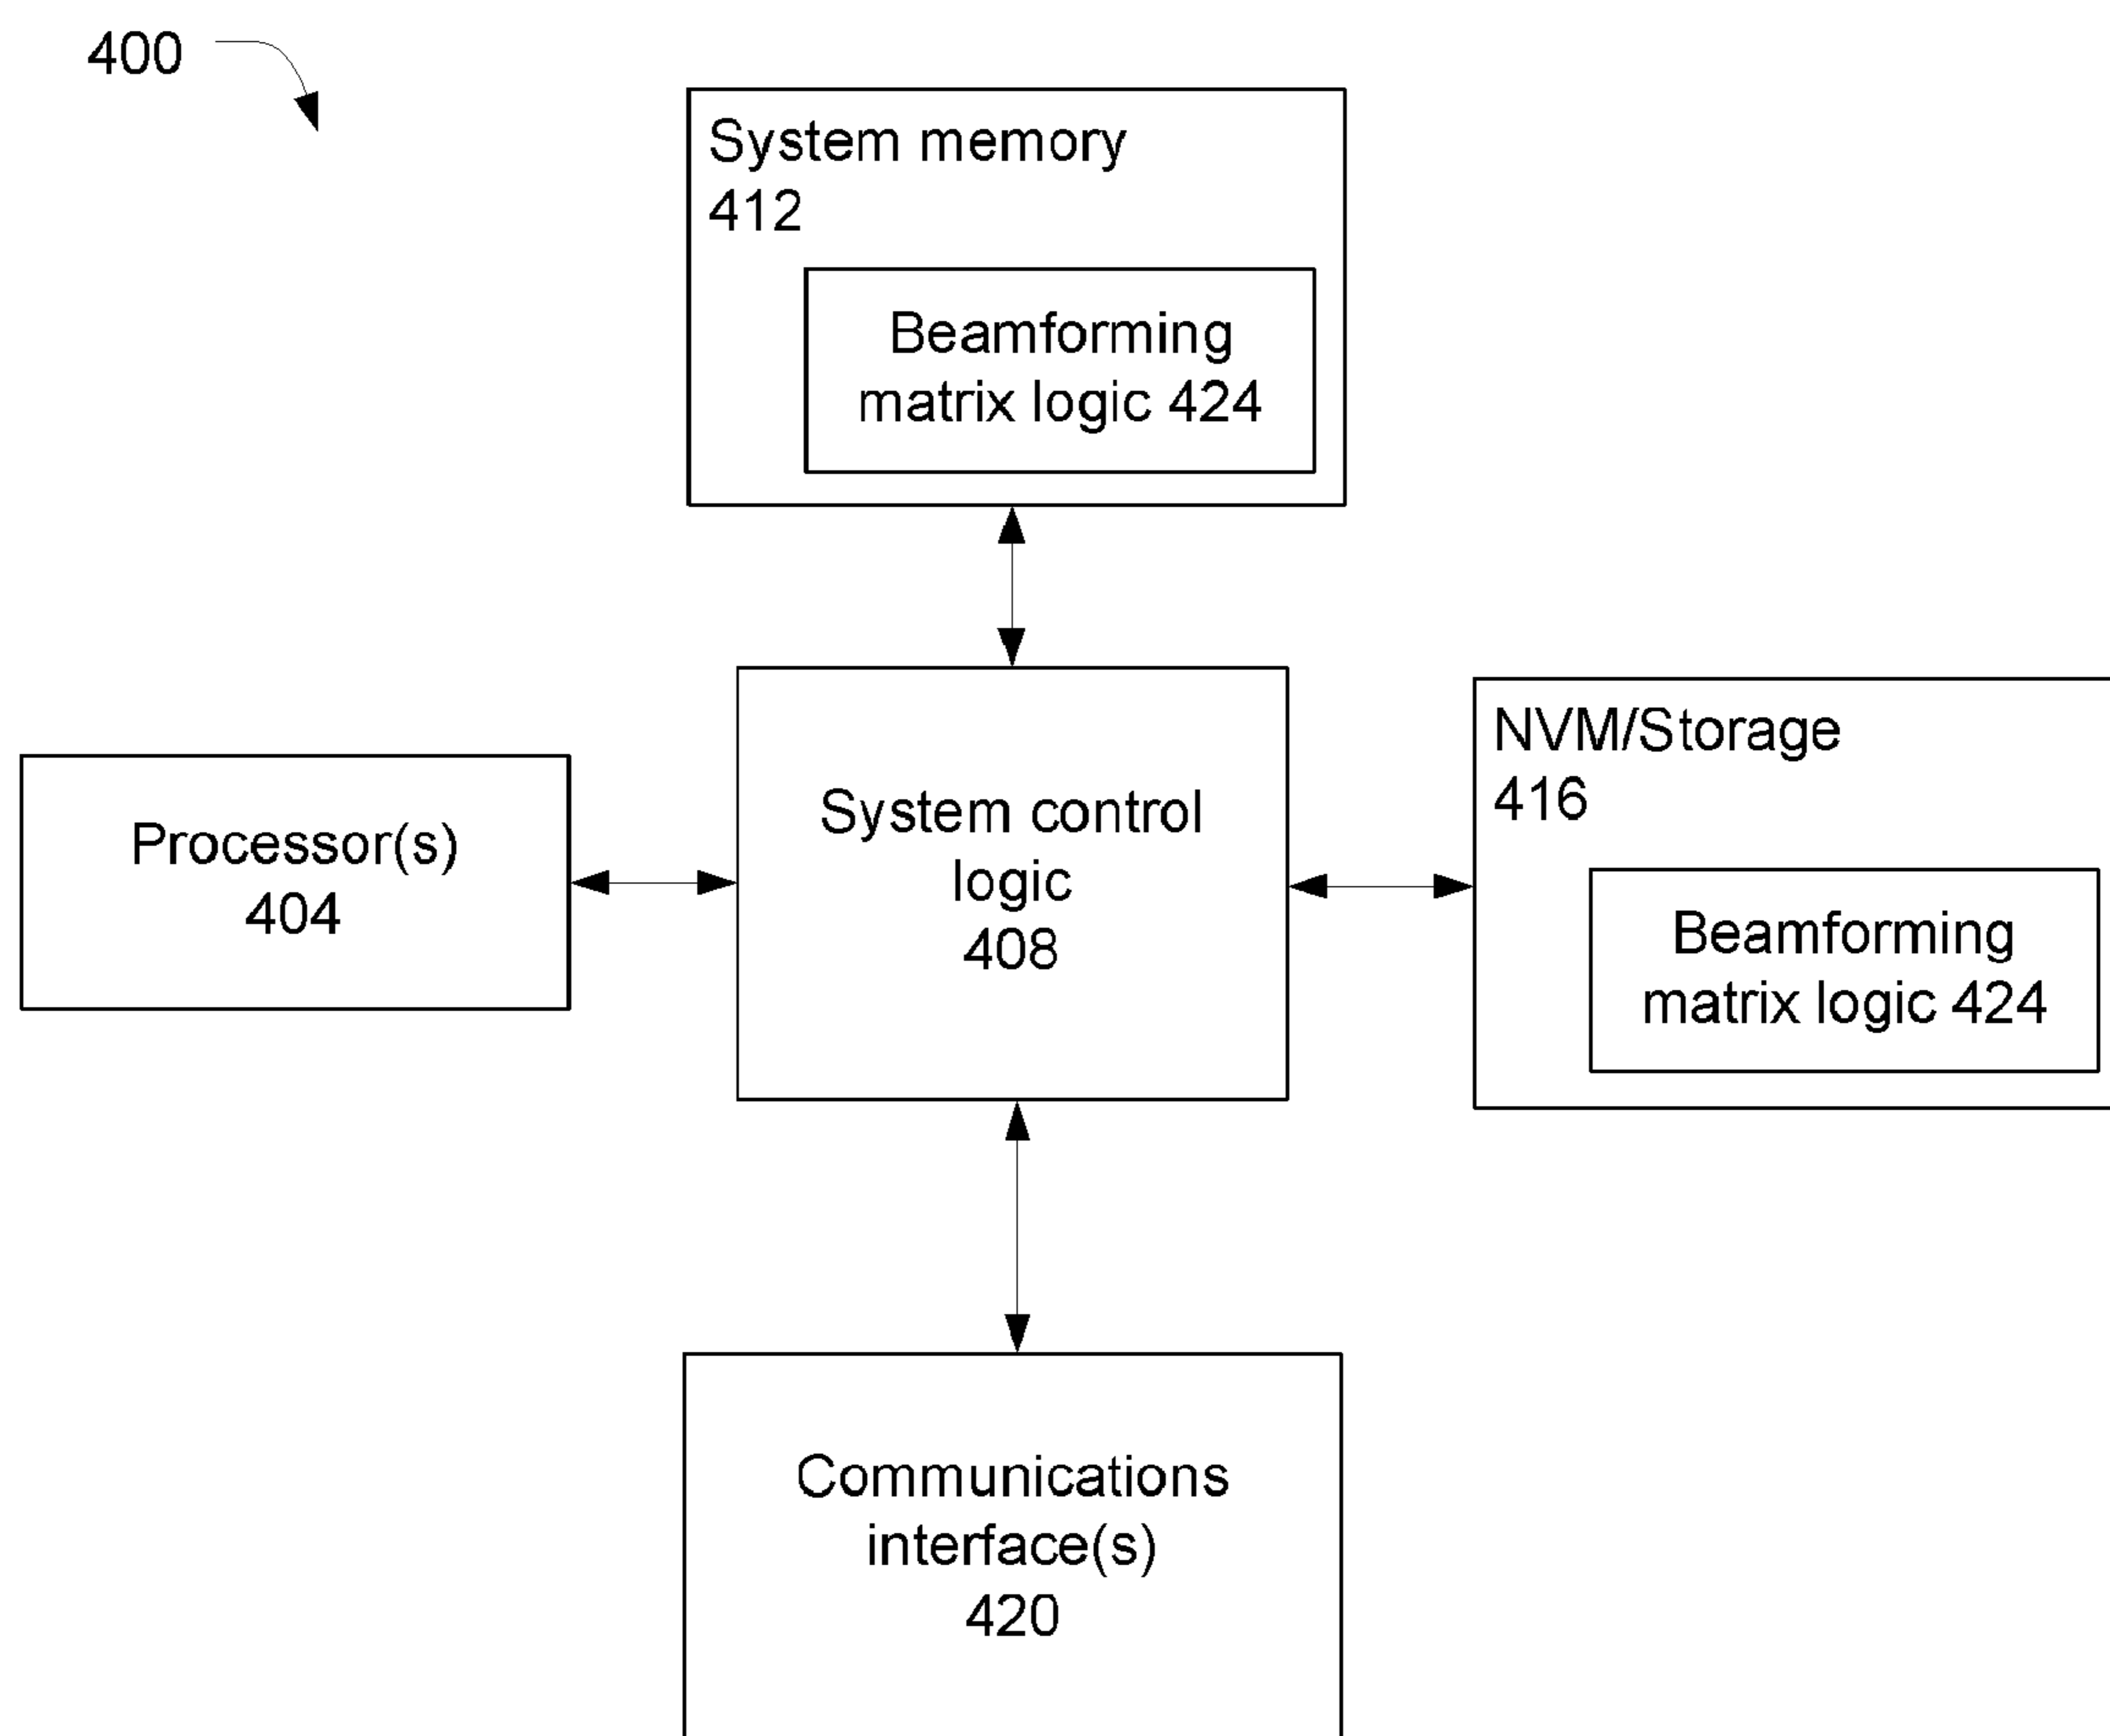 400
System memory
412
Beamforming
matrix logic 424
Processor(s)
404
System control
logic
408
NVM/Storage
416
Beamforming
matrix logic 424
Communications
interface(s)
420